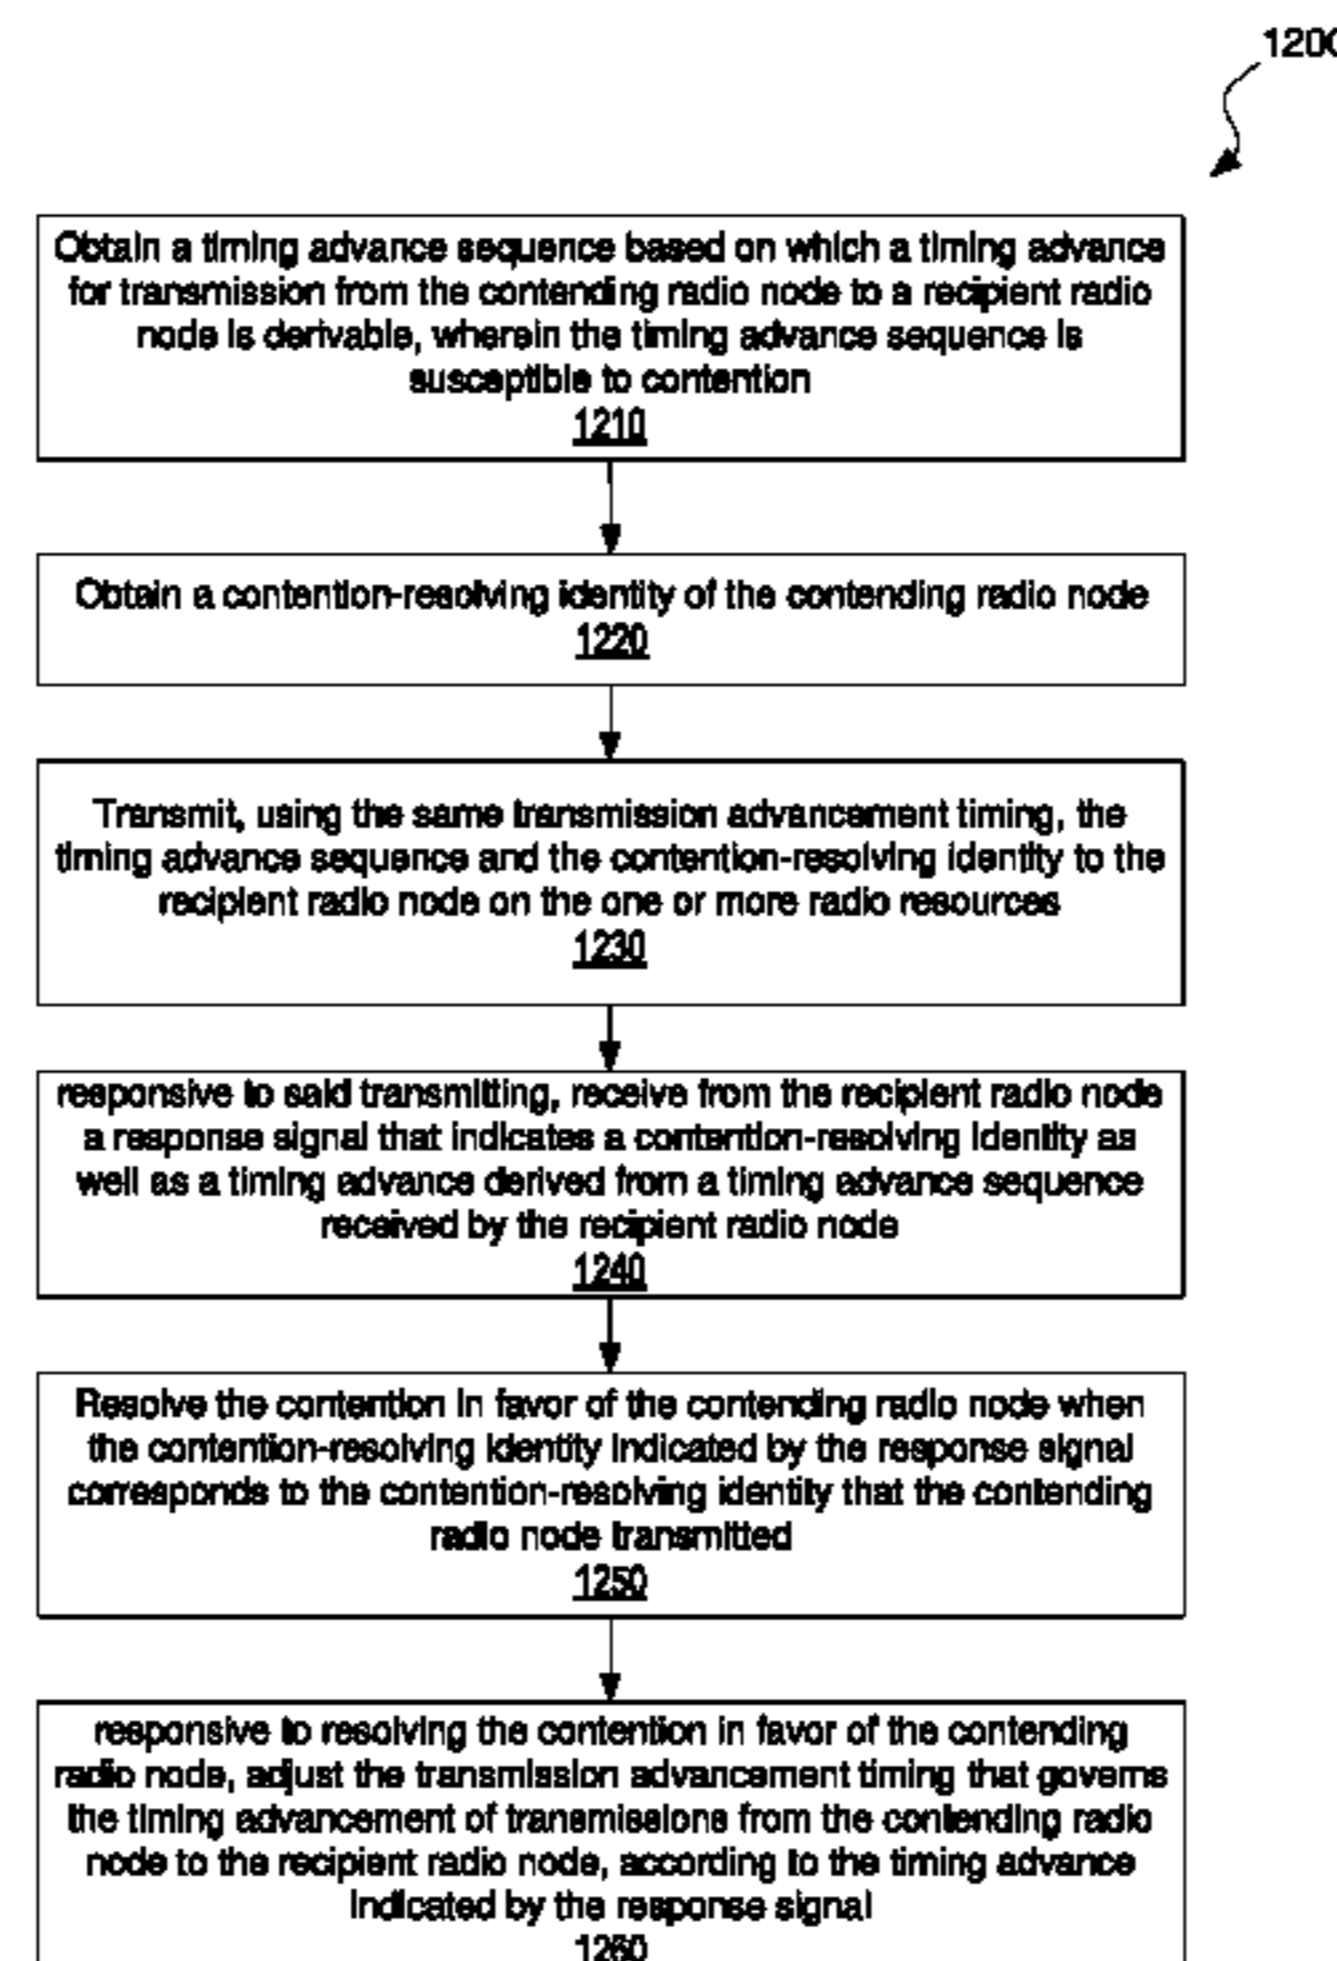 1200
Obtain a timing advance sequence based on which a timing advance
for transmission from the contending radio node to a recipient radio
node is derivable, wherein the timing advance sequence is
susceptible to contention
1210
Obtain a contention-resolving identity of the contending radio node
1220
Transmit, using the same transmission advancement timing, the
timing advance sequence and the contention-resolving identity to the
recipient radio node on the one or more radio resources
1230
responsive to said transmitting, receive from the recipient radio node
a response signal that indicates a contention-resolving identity as
well as a timing advance derived from a timing advance sequence
received by the recipient radio node
1240
Resolve the contention in favor of the contending radio node when
the contention-resolving identity indicated by the response signal
corresponds to the contention-resolving identity that the contending
radio node transmitted
1250
responsive to resolving the contention in favor of the contending
radio node, adjust the transmission advancement timing that governs
the timing advancement of transmissions from the contending radio
node to the recipient radio node, according to the timing advance
indicated by the response signal
1260